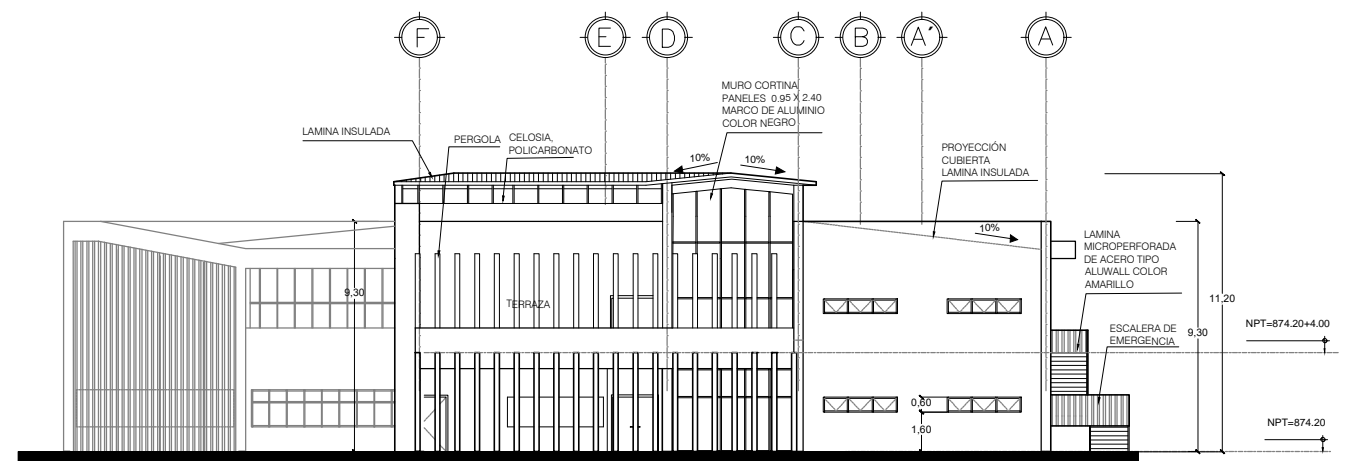 F
E
D
C
B
A'
A
MURO CORTINA
PANELES 0.95 X 2.40
MARCO DE ALUMINIO
COLOR NEGRO
LAMINA INSULADA
PERGOLA
CELOSIA,
POLICARBONATO
10%
10%
PROYECCIÓN
CUBIERTA
LAMINA INSULADA
10%
LAMINA
MICROPERFORADA
DE ACERO TIPO
ALUWALL COLOR
AMARILLO
9,30
TERRAZA
11,20
9,30
ESCALERA DE
EMERGENCIA
NPT=874.20+4.00
0,60
1,60
NPT=874.20